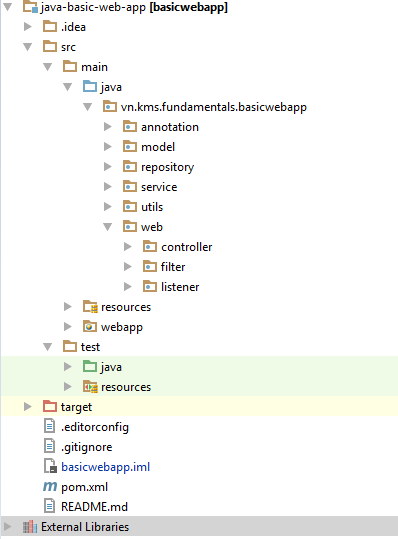 java-basic-web-app [basicwebapp]
.idea
src
main
java
vn.kms.fundamentals.basicwebapp
annotation
model
repository
service
utils
web
controller
filter
listener
resources
webapp
test
java
resources
target
.editorconfig
.gitignore
basicwebapp.iml
m pom.xml
README.md
External Libraries